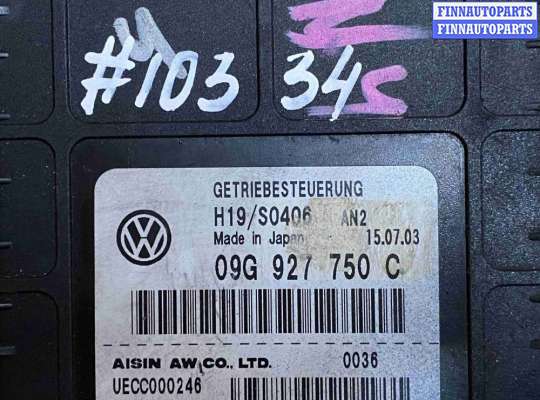 FINNAUTOPARTS
FINNAUTOPARTS
#103 34
GETRIEBESTEUERUNG
H19/S0406 AN2
Made in Japan 15.07.03
09G 927 750 C
AISIN AW CO., LTD. 0036
UECC000246